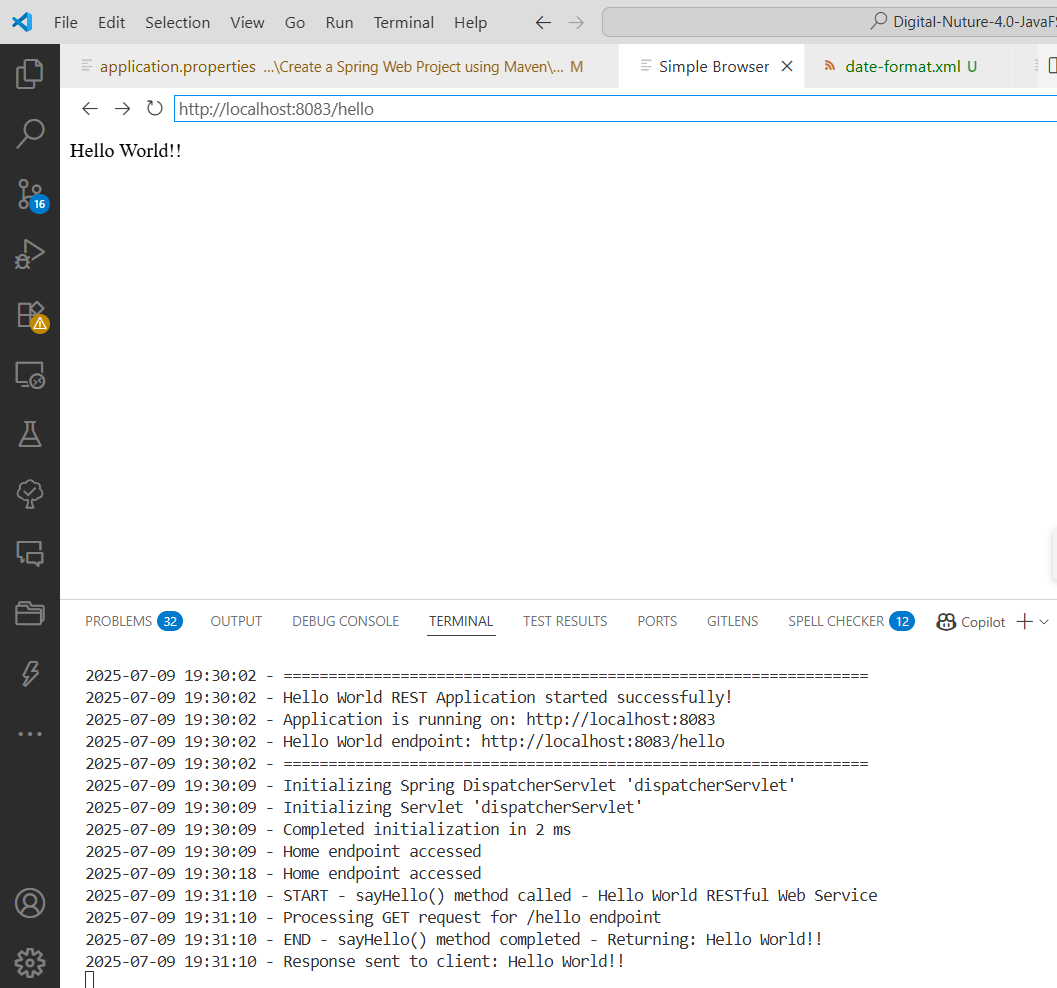 File Edit Selection View Go Run Terminal Help
Digital-Nuture-4.0-JavaFS
application.properties ...\Create a Spring Web Project using Maven\... M Simple Browser date-format.xml U
http://localhost:8083/hello
Hello World!!
16
PROBLEMS 32 OUTPUT DEBUG CONSOLE TERMINAL TEST RESULTS PORTS GITLENS SPELL CHECKER 12 Copilot
2025-07-09 19:30:02 - =================================================================
2025-07-09 19:30:02 - Hello World REST Application started successfully!
2025-07-09 19:30:02 - Application is running on: http://localhost:8083
2025-07-09 19:30:02 - Hello World endpoint: http://localhost:8083/hello
2025-07-09 19:30:02 - =================================================================
2025-07-09 19:30:09 - Initializing Spring DispatcherServlet 'dispatcherServlet'
2025-07-09 19:30:09 - Initializing Servlet 'dispatcherServlet'
2025-07-09 19:30:09 - Completed initialization in 2 ms
2025-07-09 19:30:09 - Home endpoint accessed
2025-07-09 19:30:18 - Home endpoint accessed
2025-07-09 19:31:10 - START - sayHello() method called - Hello World RESTful Web Service
2025-07-09 19:31:10 - Processing GET request for /hello endpoint
2025-07-09 19:31:10 - END - sayHello() method completed - Returning: Hello World!!
2025-07-09 19:31:10 - Response sent to client: Hello World!!